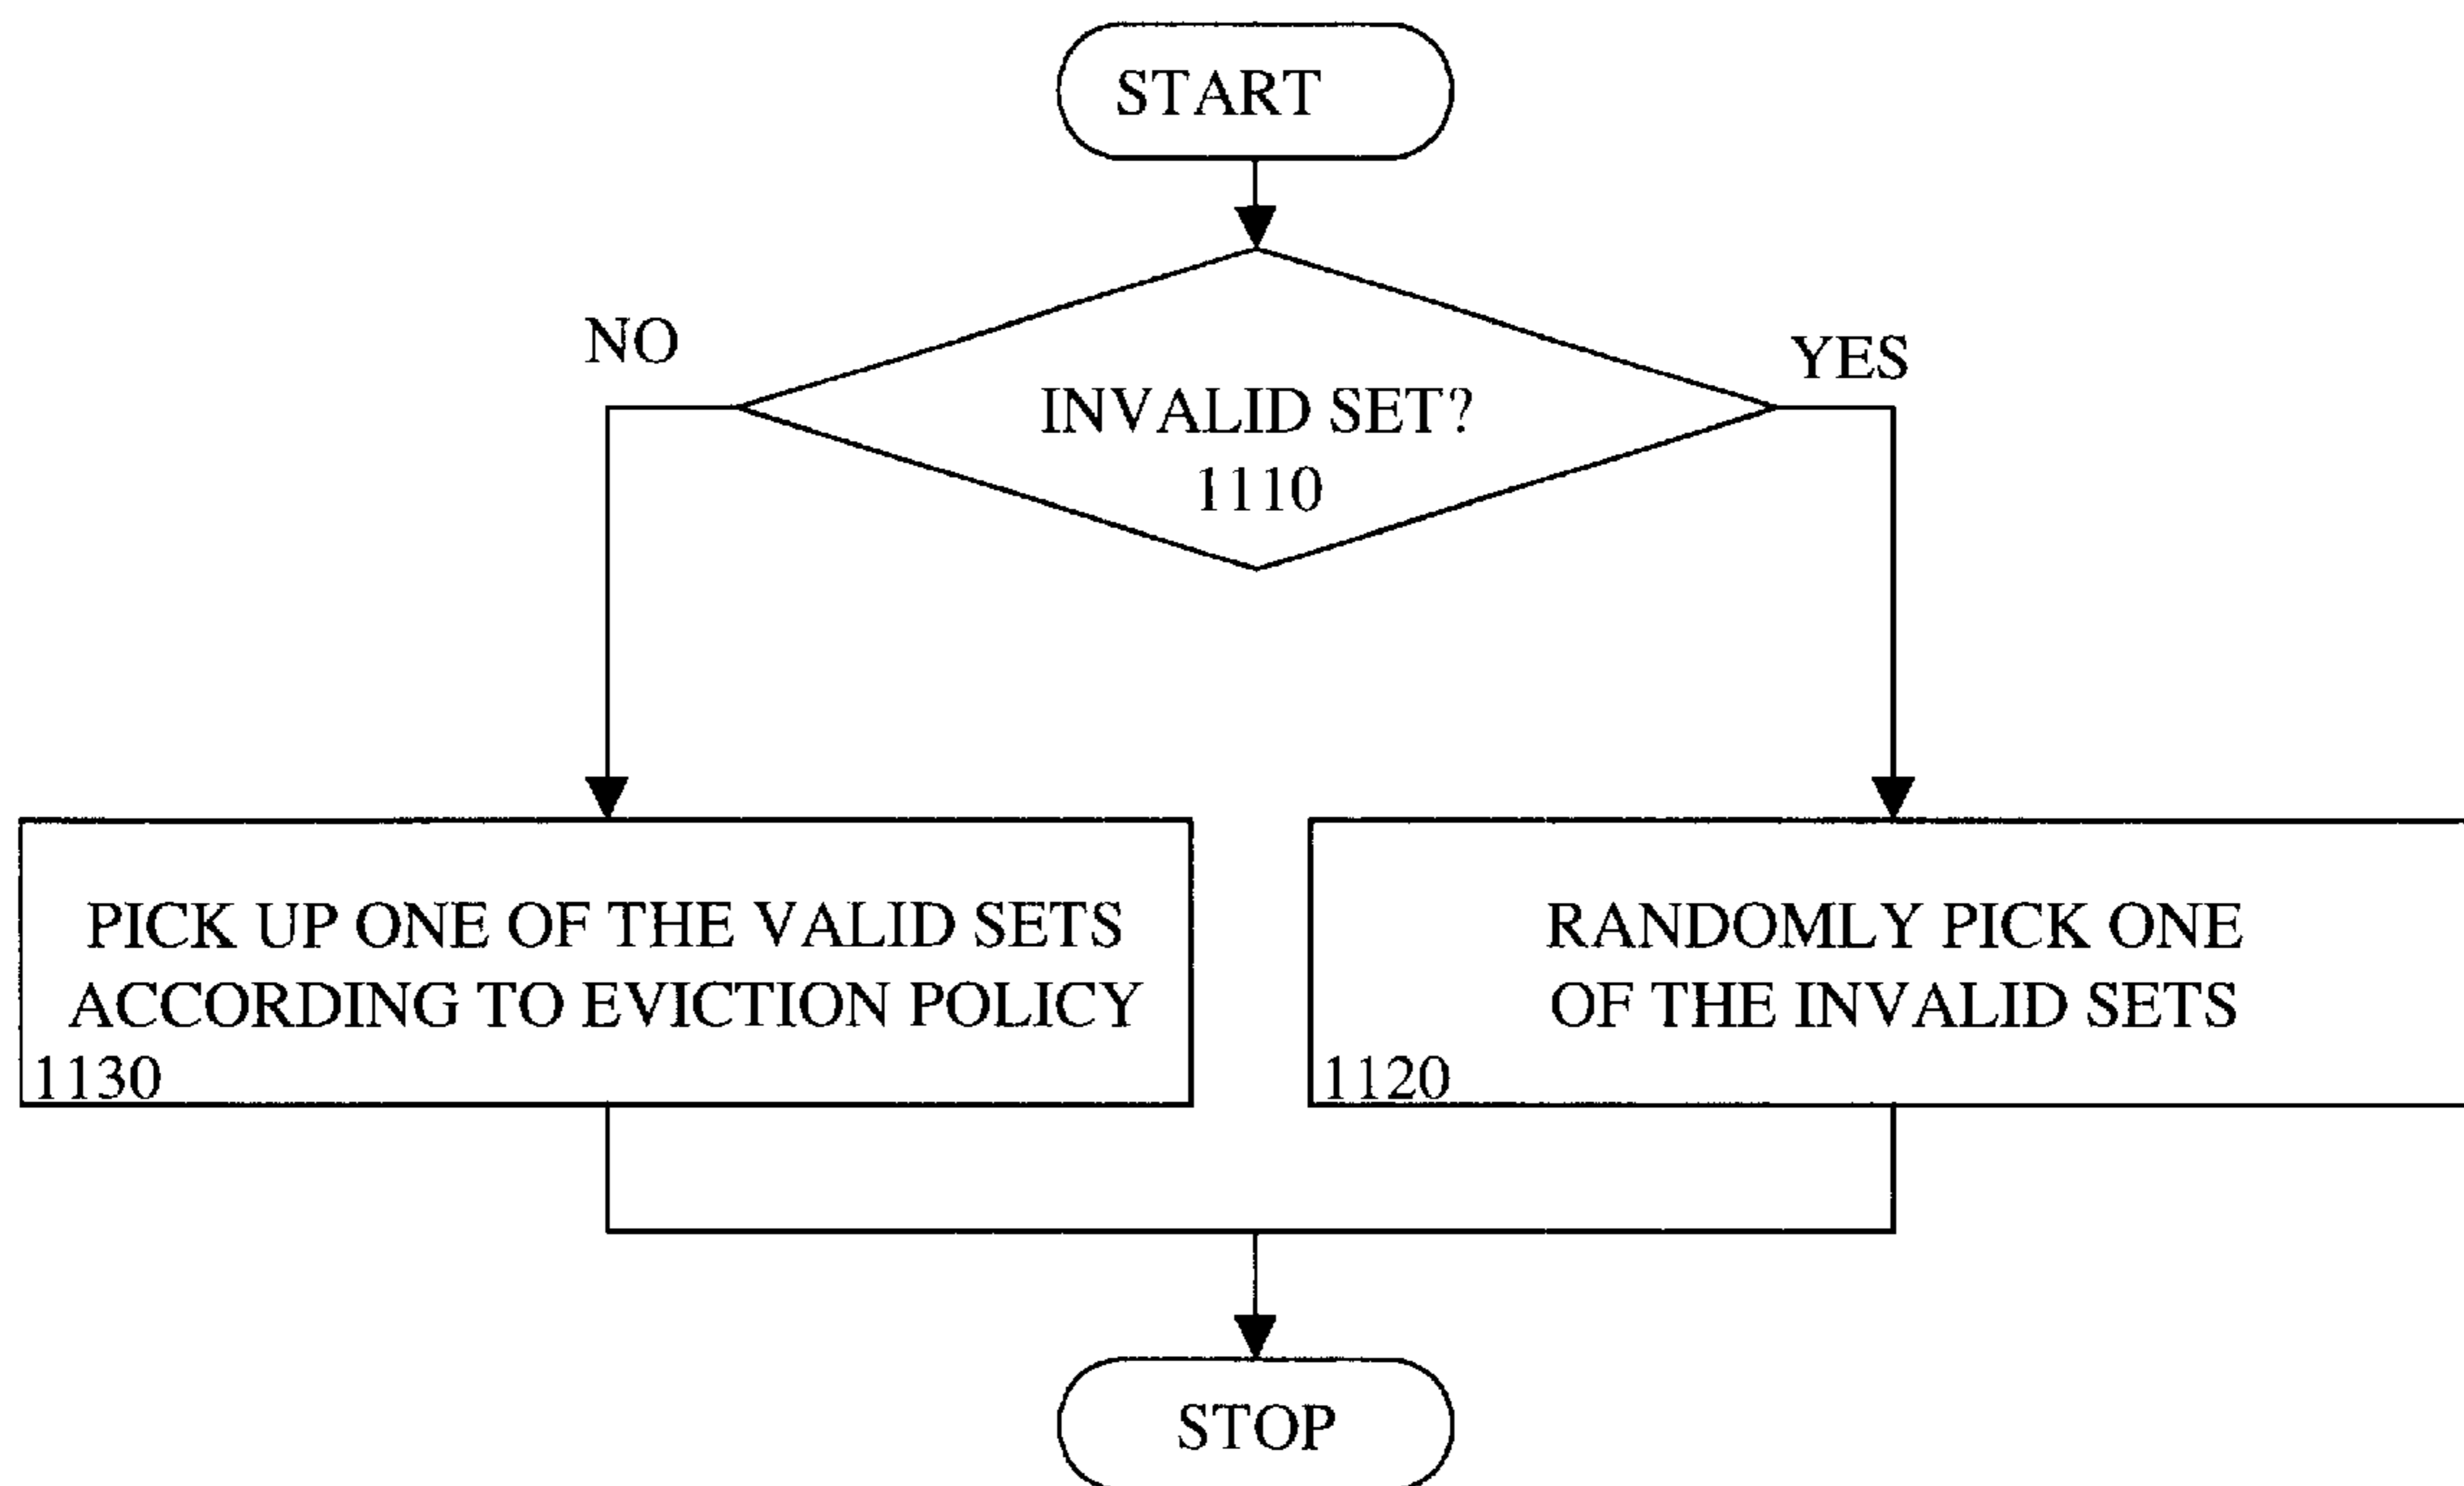 START
INVALID SET?
1110
NO
YES
PICK UP ONE OF THE VALID SETS
ACCORDING TO EVICTION POLICY
1130
RANDOMLY PICK ONE
OF THE INVALID SETS
1120
STOP